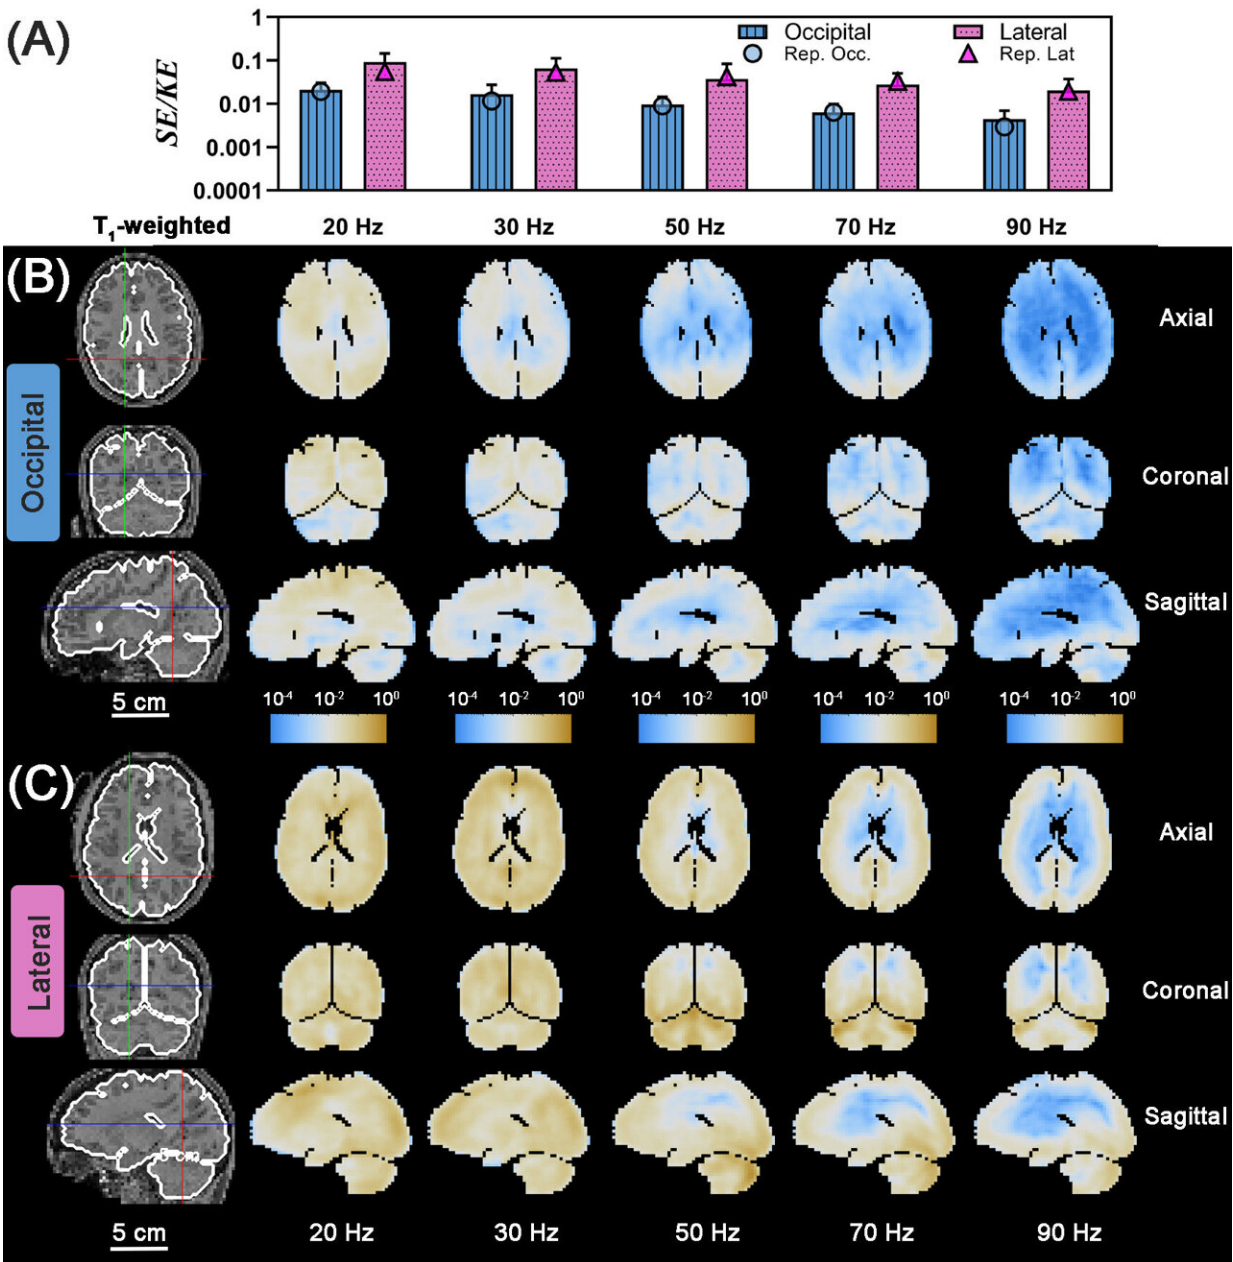 (A)
SE/KE
1
0.1
0.01
0.001
0.0001
Occipital
Lateral
Rep. Occ.
Rep. Lat
T1-weighted 20 Hz 30 Hz 50 Hz 70 Hz 90 Hz
(B)
Occipital
Axial
Coronal
Sagittal
5 cm
10⁻⁴ 10⁻² 10⁰ 10⁻⁴ 10⁻² 10⁰ 10⁻⁴ 10⁻² 10⁰ 10⁻⁴ 10⁻² 10⁰ 10⁻⁴ 10⁻² 10⁰
(C)
Lateral
Axial
Coronal
Sagittal
5 cm 20 Hz 30 Hz 50 Hz 70 Hz 90 Hz